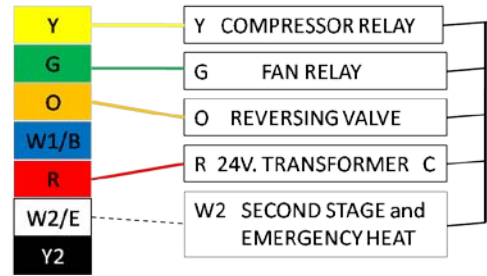 Y
G
O
W1/B
R
W2/E
Y2
Y COMPRESSOR RELAY
G FAN RELAY
O REVERSING VALVE
R 24V. TRANSFORMER C
W2 SECOND STAGE and
EMERGENCY HEAT